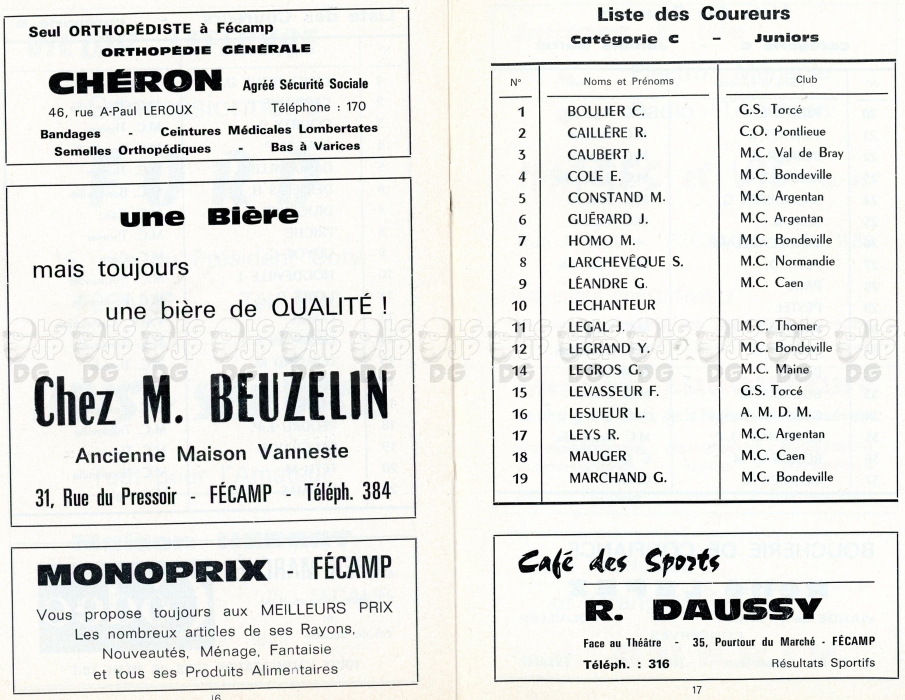 Seul ORTHOPÉDISTE à Fécamp
ORTHOPÉDIE GÉNÉRALE
CHÉRON Agréé Sécurité Sociale
46, rue A-Paul LEROUX Téléphone : 170
Bandages - Ceintures Médicales Lombertates
Semelles Orthopédiques - Bas à Varices
une Bière
mais toujours
une bière de QUALITÉ !
Chez M. BEUZELIN
Ancienne Maison Vanneste
31, Rue du Pressoir - FÉCAMP - Téléph. 384
MONOPRIX - FÉCAMP
Vous propose toujours aux MEILLEURS PRIX
Les nombreux articles de ses Rayons,
Nouveautés, Ménage, Fantaisie
et tous ses Produits Alimentaires
16
Liste des Coureurs
Catégorie C - Juniors
N° Noms et Prénoms Club
1 BOULIER C. G.S. Torcé
2 CAILLÈRE R. C.O. Pontlieue
3 CAUBERT J. M.C. Val de Bray
4 COLE E. M.C. Bondeville
5 CONSTAND M. M.C. Argentan
6 GUÉRARD J. M.C. Argentan
7 HOMO M. M.C. Bondeville
8 LARCHEVÊQUE S. M.C. Normandie
9 LÉANDRE G. M.C. Caen
10 LECHANTEUR
11 LEGAL J. M.C. Thomer
12 LEGRAND Y. M.C. Bondeville
14 LEGROS G. M.C. Maine
15 LEVASSEUR F. G.S. Torcé
16 LESUEUR L. A. M. D. M.
17 LEYS R. M.C. Argentan
18 MAUGER M.C. Caen
19 MARCHAND G. M.C. Bondeville
Café des Sports
R. DAUSSY
Face au Théâtre - 35, Pourtour du Marché - FÉCAMP
Téléph. : 316 Résultats Sportifs
17